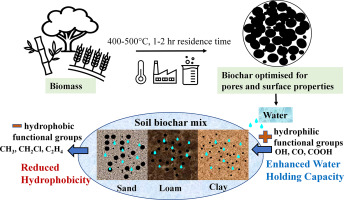 400-500°C, 1-2 hr residence time
Biomass
Biochar optimised for
pores and surface properties
Water
Soil biochar mix
hydrophobic
functional groups
CH3, CH2Cl, C2H4
Reduced
Hydrophobicity
hydrophilic
functional groups
OH, CO, COOH
Enhanced Water
Holding Capacity
Sand
Loam
Clay